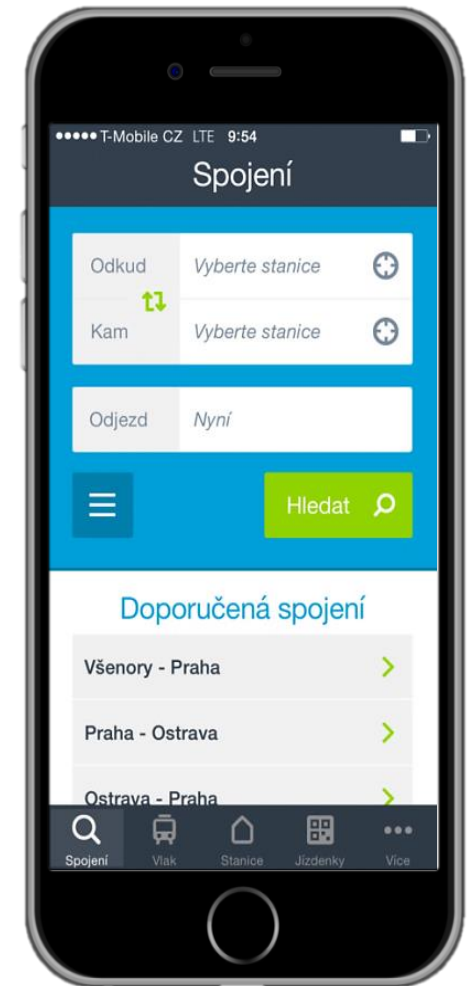 T-Mobile CZ LTE 9:54
Spojení
Odkud Vyberte stanice
Kam Vyberte stanice
Odjezd Nyní
Hledat
Doporučená spojení
Všenory - Praha
Praha - Ostrava
Ostrava - Praha
Spojení Vlak Stanice Jízdenky Více